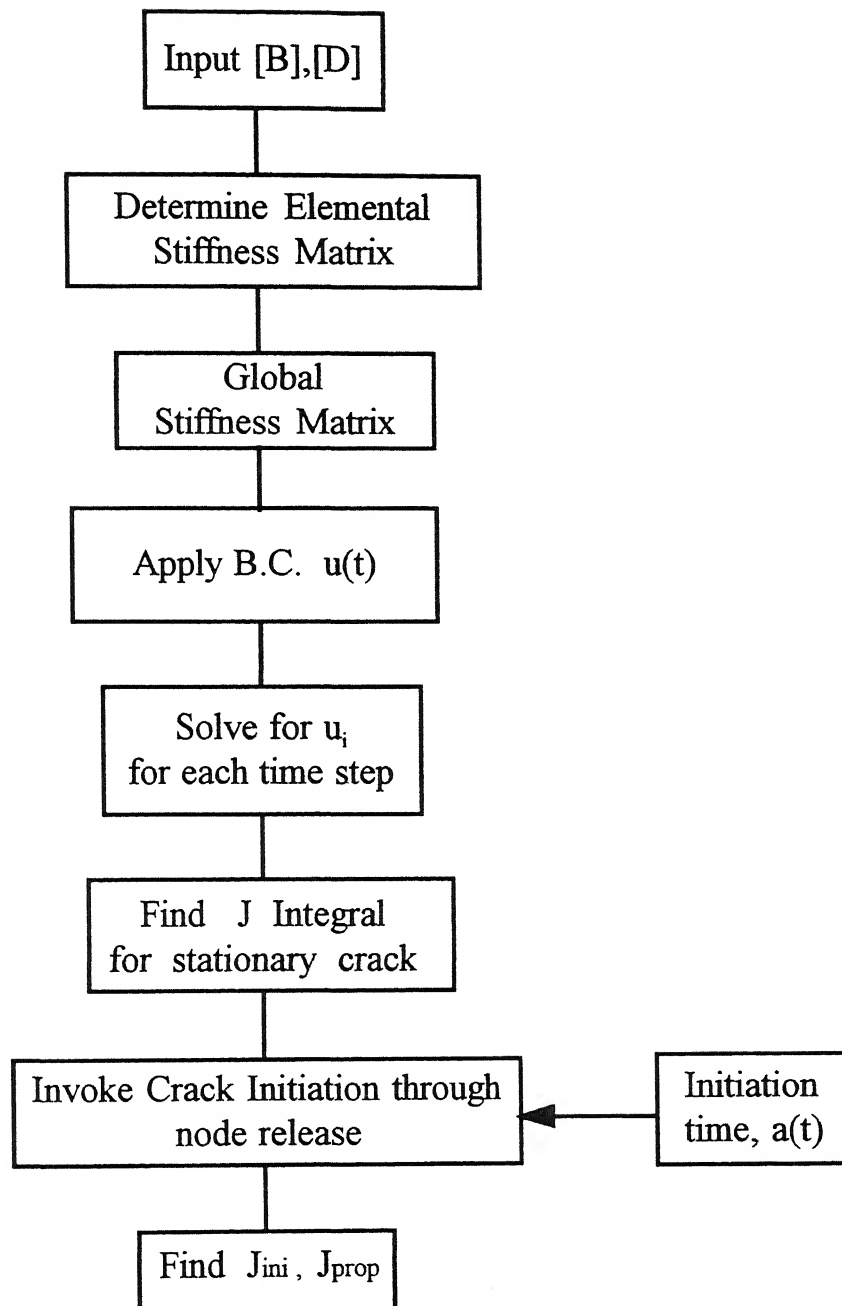 Input [B],[D]
Determine Elemental
Stiffness Matrix
Global
Stiffness Matrix
Apply B.C. u(t)
Solve for uᵢ
for each time step
Find J Integral
for stationary crack
Invoke Crack Initiation through
node release
Initiation
time, a(t)
Find Jini , Jprop